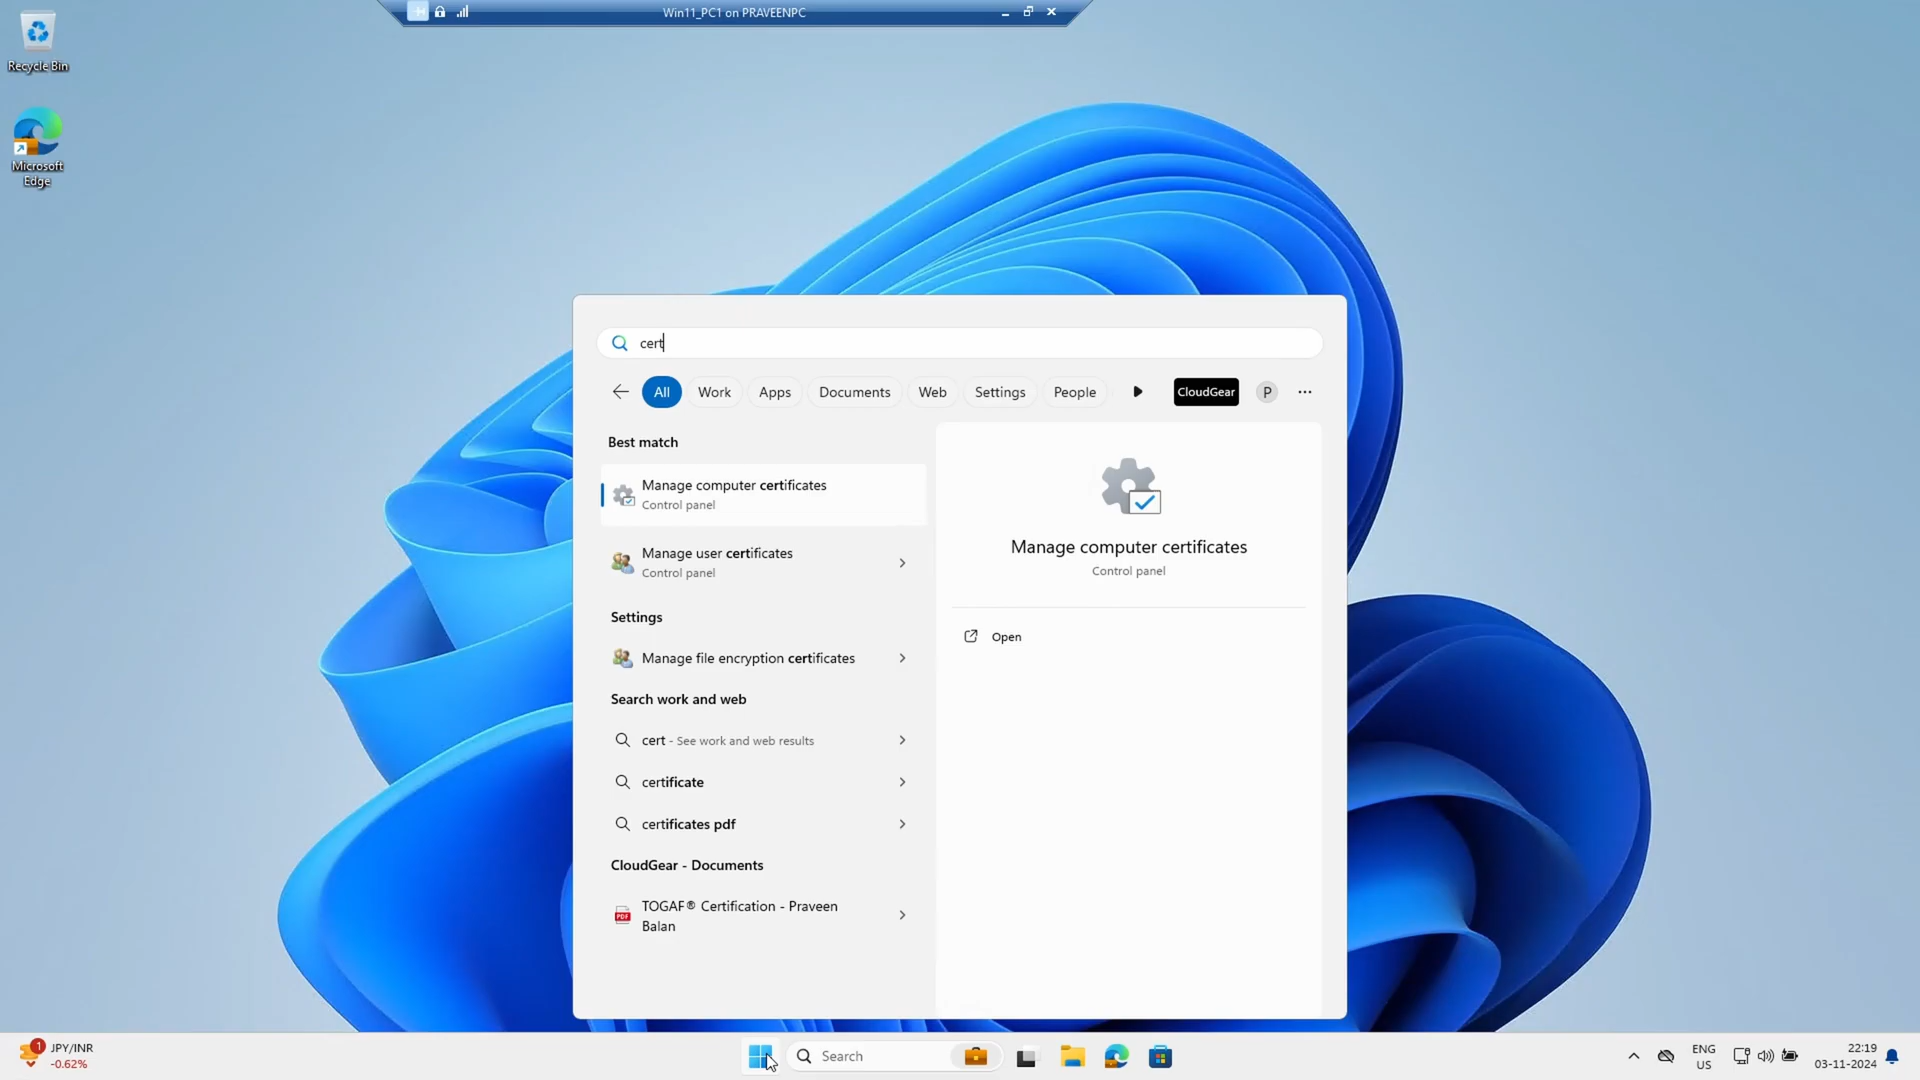 Win11_PC1 on PRAVEENPC
Recycle Bin
Microsoft
Edge
cert
All
Work
Apps
Documents
Web
Settings
People
CloudGear
P
Best match
Manage computer certificates
Control panel
Manage user certificates
Control panel
Settings
Manage file encryption certificates
Search work and web
cert - See work and web results
certificate
certificates pdf
CloudGear - Documents
PDF
TOGAF® Certification - Praveen
Balan
Manage computer certificates
Control panel
Open
1
JPY/INR
-0.62%
Search
ENG
US
22:19
03-11-2024